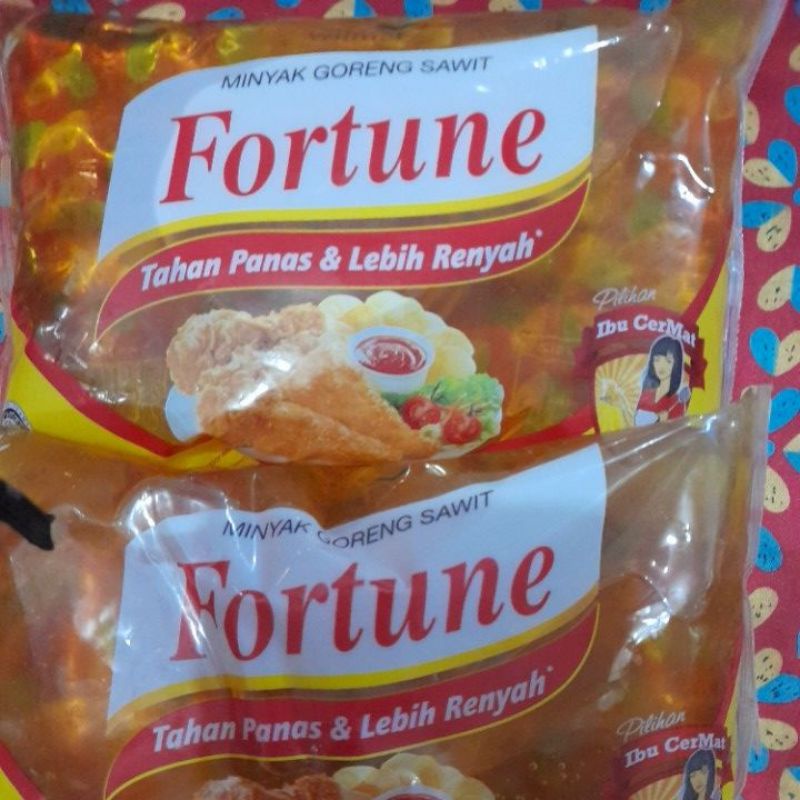 MINYAK GORENG SAWIT
Fortune
Tahan Panas & Lebih Renyah*
Pilihan
Ibu CerMat
MINYAK GORENG SAWIT
Fortune
Tahan Panas & Lebih Renyah*
Pilihan
Ibu CerMat